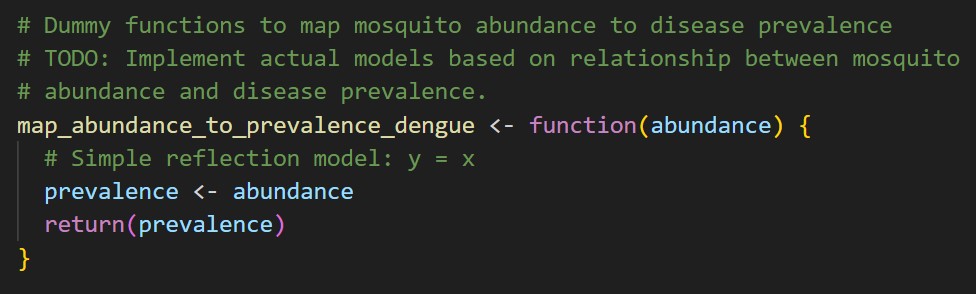 # Dummy functions to map mosquito abundance to disease prevalence
# TODO: Implement actual models based on relationship between mosquito
# abundance and disease prevalence.
map_abundance_to_prevalence_dengue <- function(abundance) {
  # Simple reflection model: y = x
  prevalence <- abundance
  return(prevalence)
}